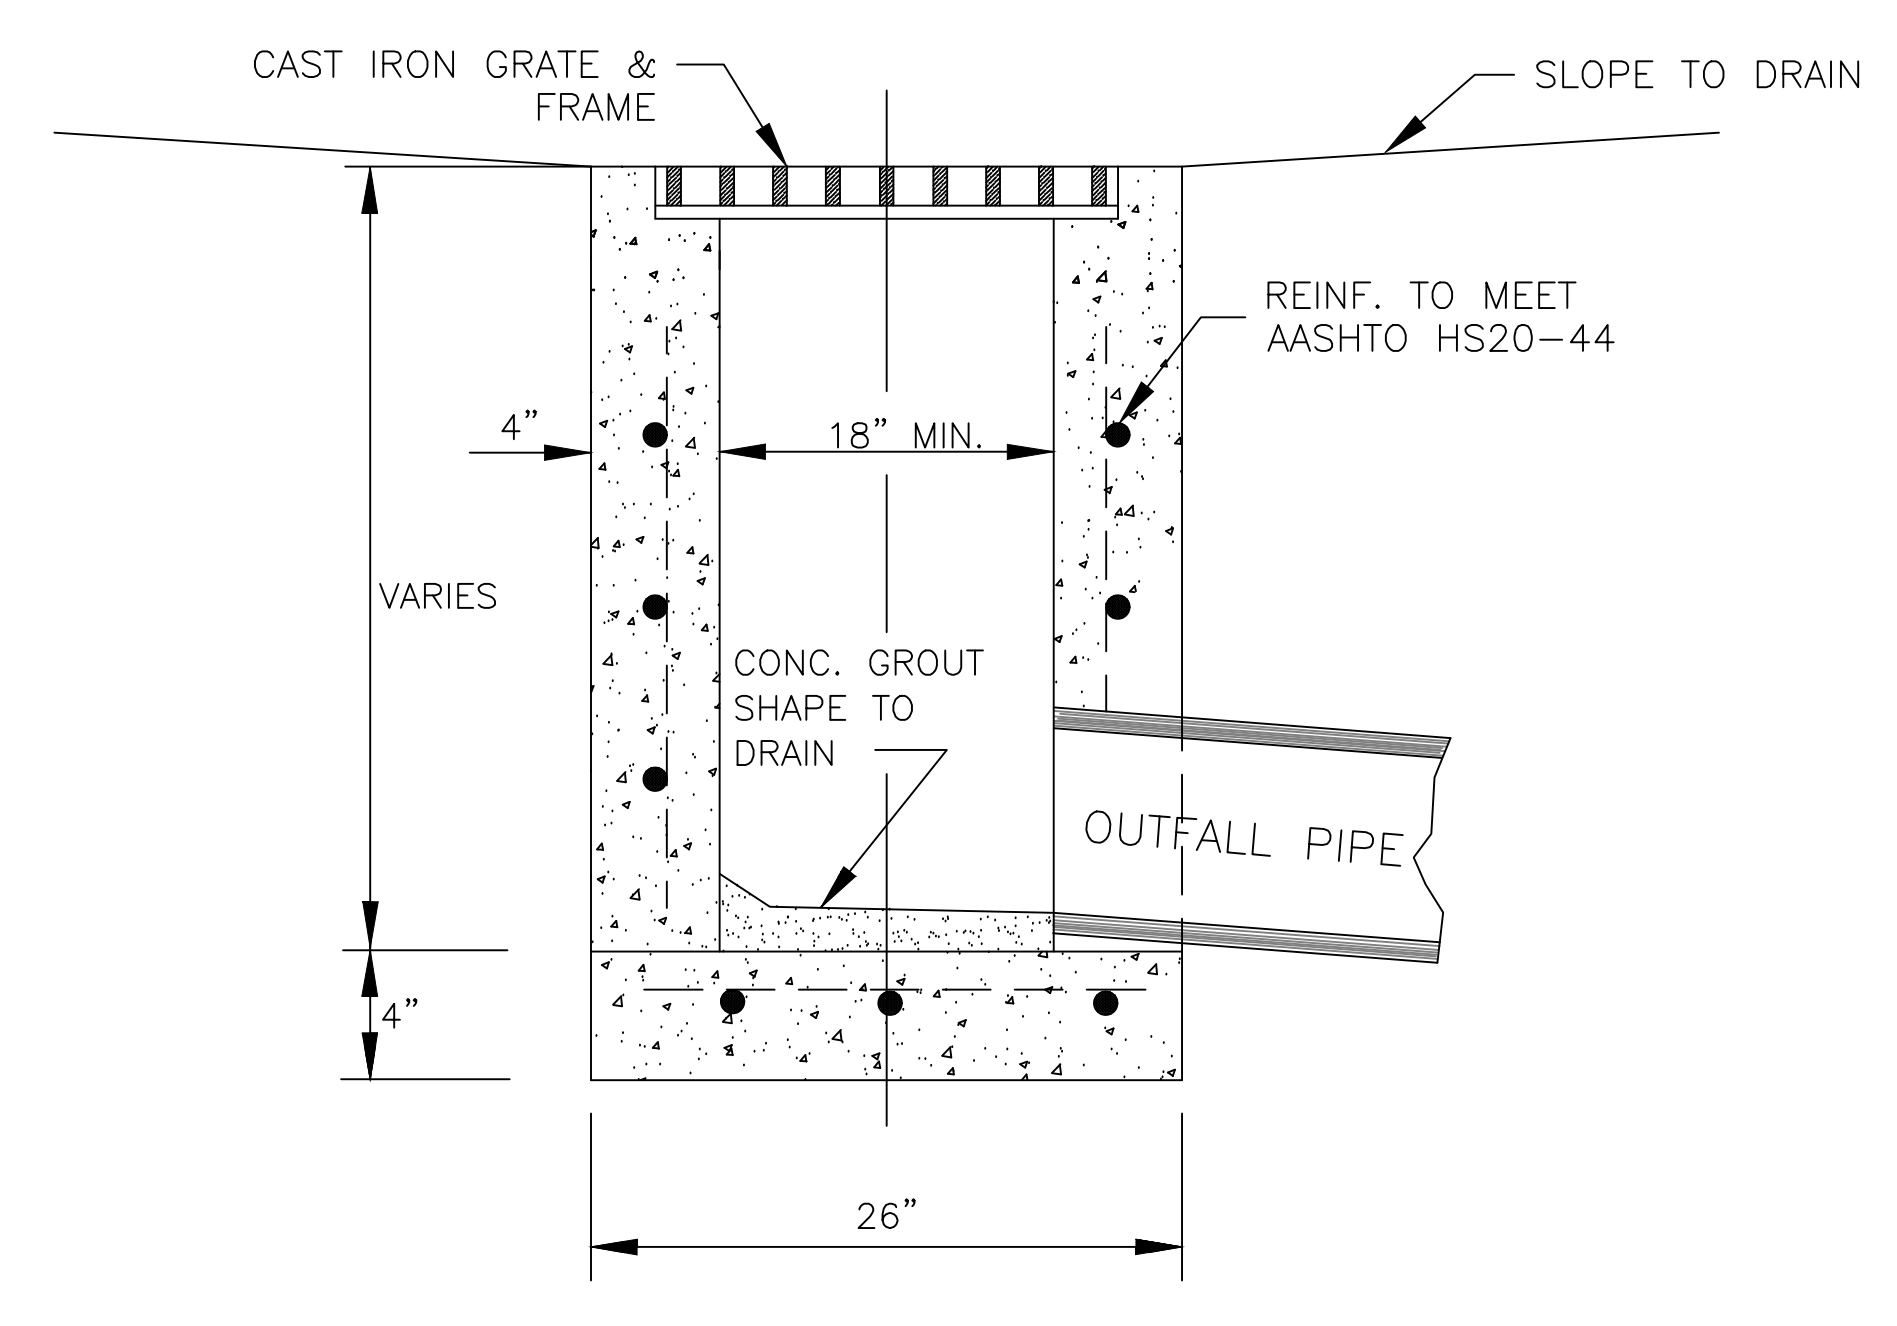 CAST IRON GRATE &
FRAME
SLOPE TO DRAIN
REINF. TO MEET
AASHTO HS20-44
4”
18” MIN.
VARIES
CONC. GROUT
SHAPE TO
DRAIN
OUTFALL PIPE
4”
26”